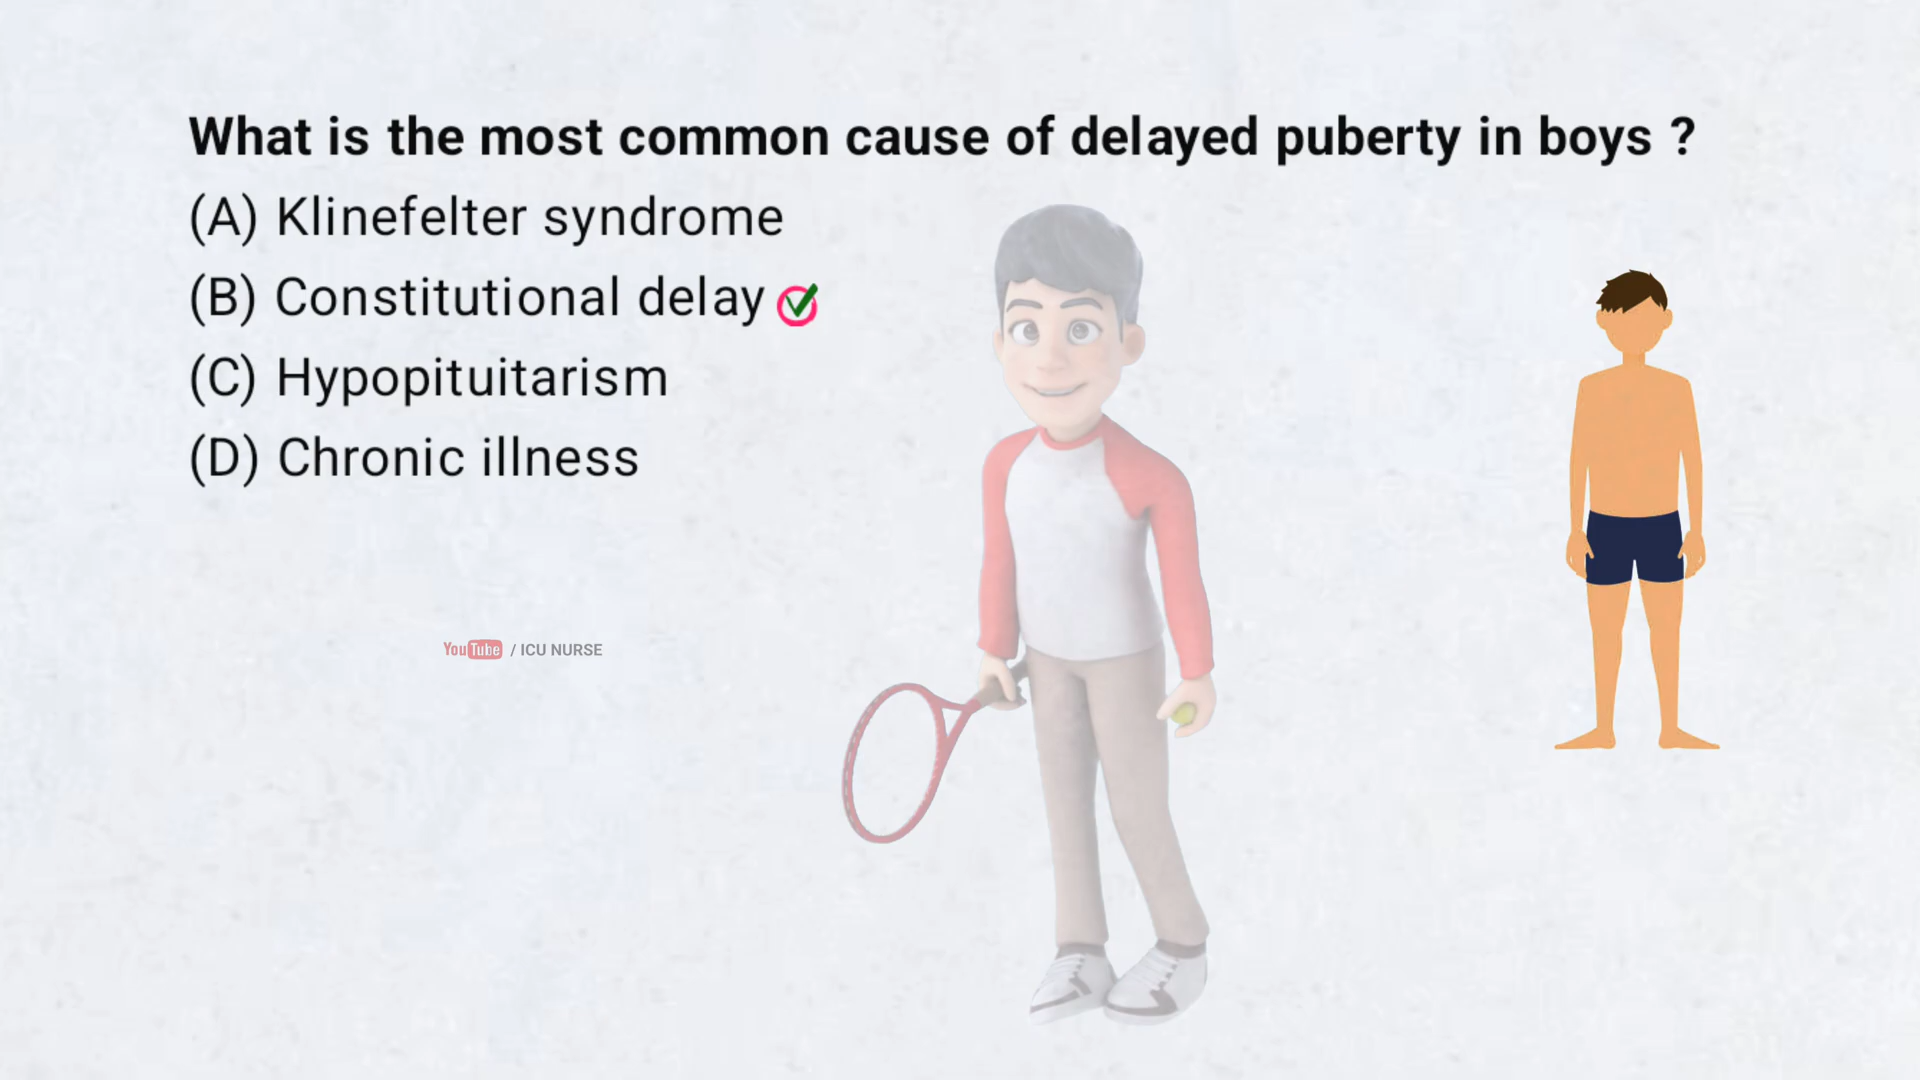 What is the most common cause of delayed puberty in boys ?
(A) Klinefelter syndrome
(B) Constitutional delay
(C) Hypopituitarism
(D) Chronic illness
YouTube / ICU NURSE